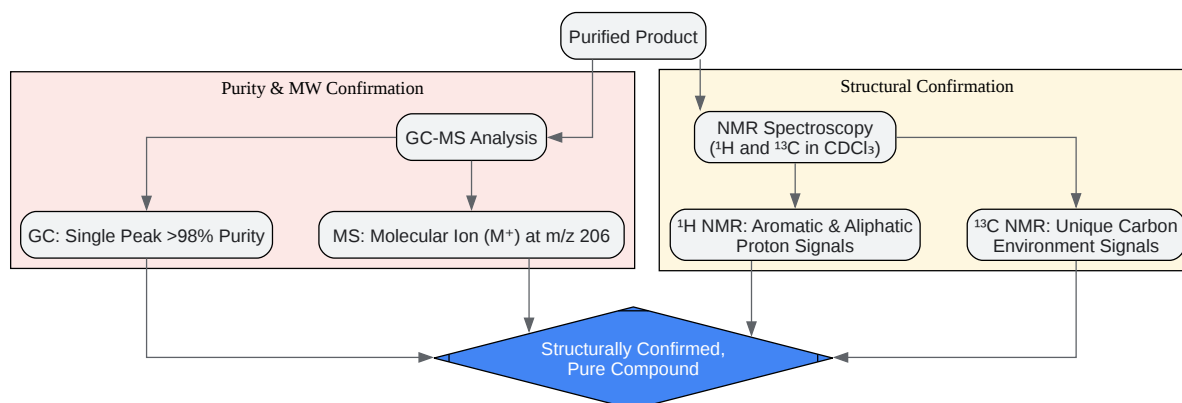 Purified Product
Purity & MW Confirmation
Structural Confirmation
GC-MS Analysis
NMR Spectroscopy
(¹H and ¹³C in CDCl₃)
GC: Single Peak >98% Purity
MS: Molecular Ion (M⁺) at m/z 206
¹H NMR: Aromatic & Aliphatic
Proton Signals
¹³C NMR: Unique Carbon
Environment Signals
Structurally Confirmed,
Pure Compound